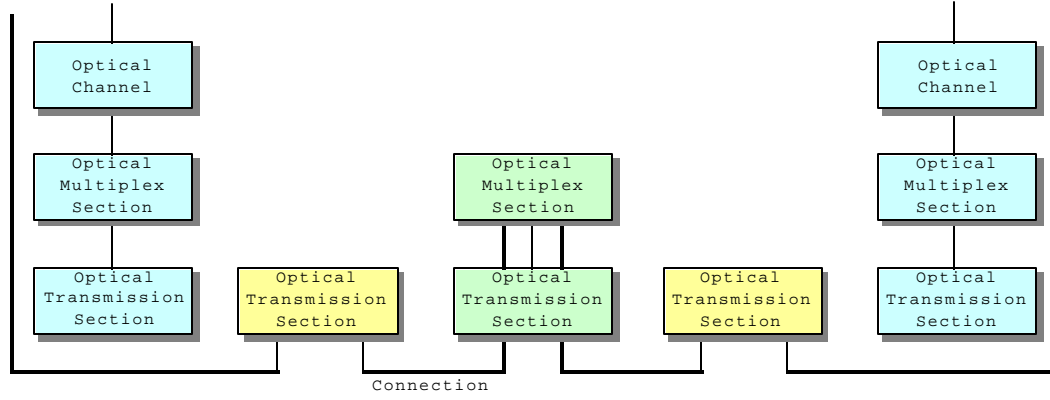 Optical
Channel
Optical
Channel
Optical
Multiplex
Section
Optical
Multiplex
Section
Optical
Multiplex
Section
Optical
Transmission
Section
Optical
Transmission
Section
Optical
Transmission
Section
Optical
Transmission
Section
Optical
Transmission
Section
Connection